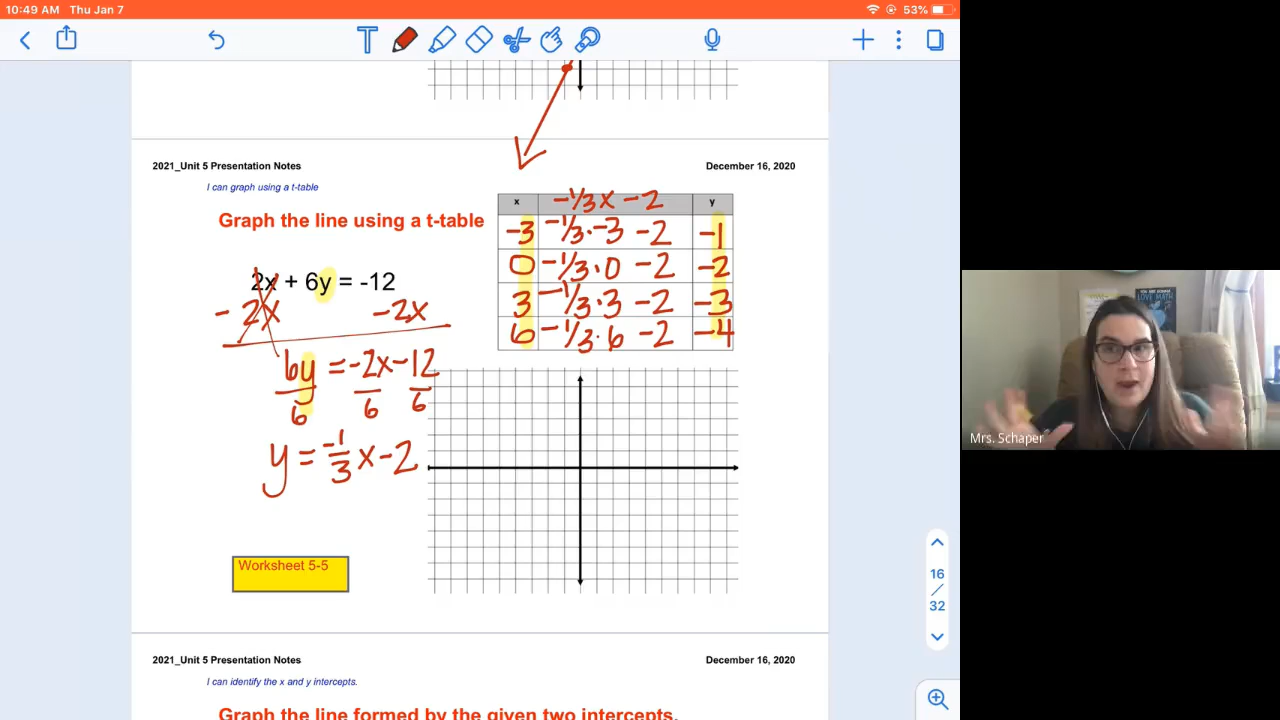 10:49 AM Thu Jan 7
53%
2021_Unit 5 Presentation Notes
December 16, 2020
I can graph using a t-table
Graph the line using a t-table
x -1/3x -2 y
-3 -1/3·-3 -2 -1
0 -1/3·0 -2 -2
3 -1/3·3 -2 -3
6 -1/3·6 -2 -4
2x + 6y = -12
- 2x -2x
6y = -2x - 12
6 6 6
y = -1/3 x - 2
Worksheet 5-5
16
/
32
2021_Unit 5 Presentation Notes
December 16, 2020
I can identify the x and y intercepts.
Graph the line formed by the given two intercepts.
LOVE MATH
Mrs. Schaper